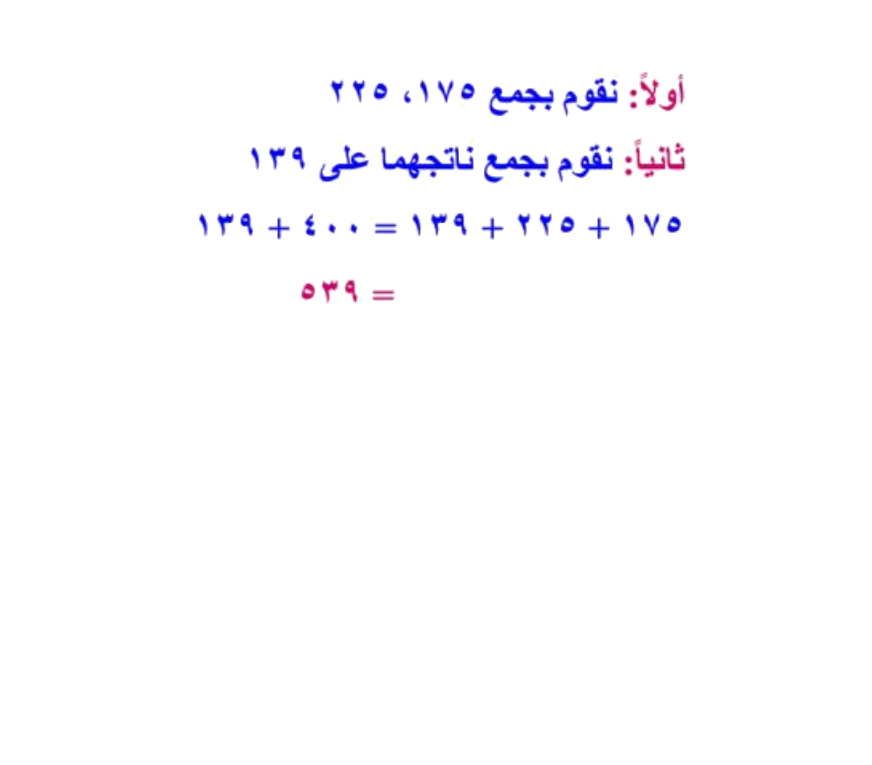 أولاً: نقوم بجمع ١٧٥، ٢٢٥
ثانياً: نقوم بجمع ناتجهما على ١٣٩
١٧٥ + ٢٢٥ + ١٣٩ = ٤٠٠ + ١٣٩
= ٥٣٩